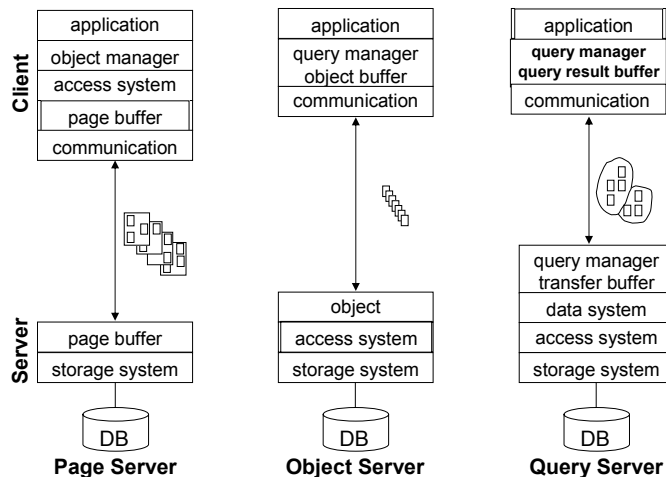 Client
application
object manager
access system
page buffer
communication
Server
page buffer
storage system
DB
Page Server
application
query manager
object buffer
communication
object
access system
storage system
DB
Object Server
application
query manager
query result buffer
communication
query manager
transfer buffer
data system
access system
storage system
DB
Query Server